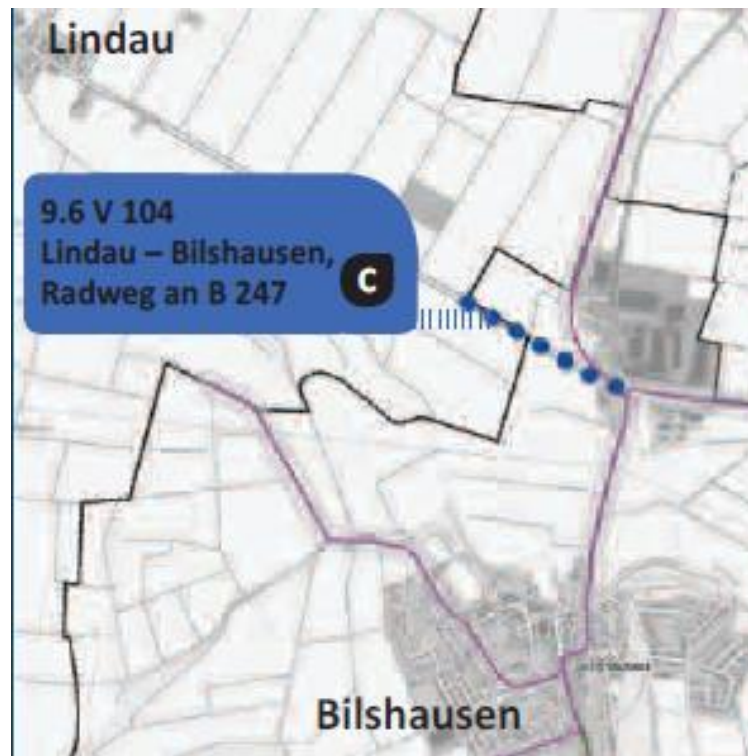 Lindau
9.6 V 104
Lindau – Bilshausen,
Radweg an B 247
C
Bilshausen